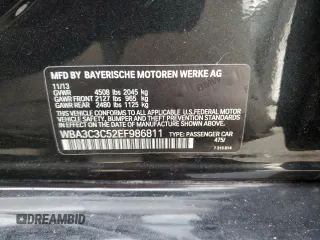 MFD BY BAYERISCHE MOTOREN WERKE AG
11/13
GVWR 4508 lbs 2045 kg
GAWR FRONT 2127 lbs 965 kg
GAWR REAR 2480 lbs 1125 kg
THIS VEHICLE CONFORMS TO ALL APPLICABLE U.S. FEDERAL MOTOR
VEHICLE SAFETY, BUMPER, AND THEFT PREVENTION STANDARDS IN
EFFECT ON THE DATE OF MANUFACTURE SHOWN ABOVE.
WBA3C3C52EF986811 TYPE: PASSENGER CAR
475/
DREAMBID